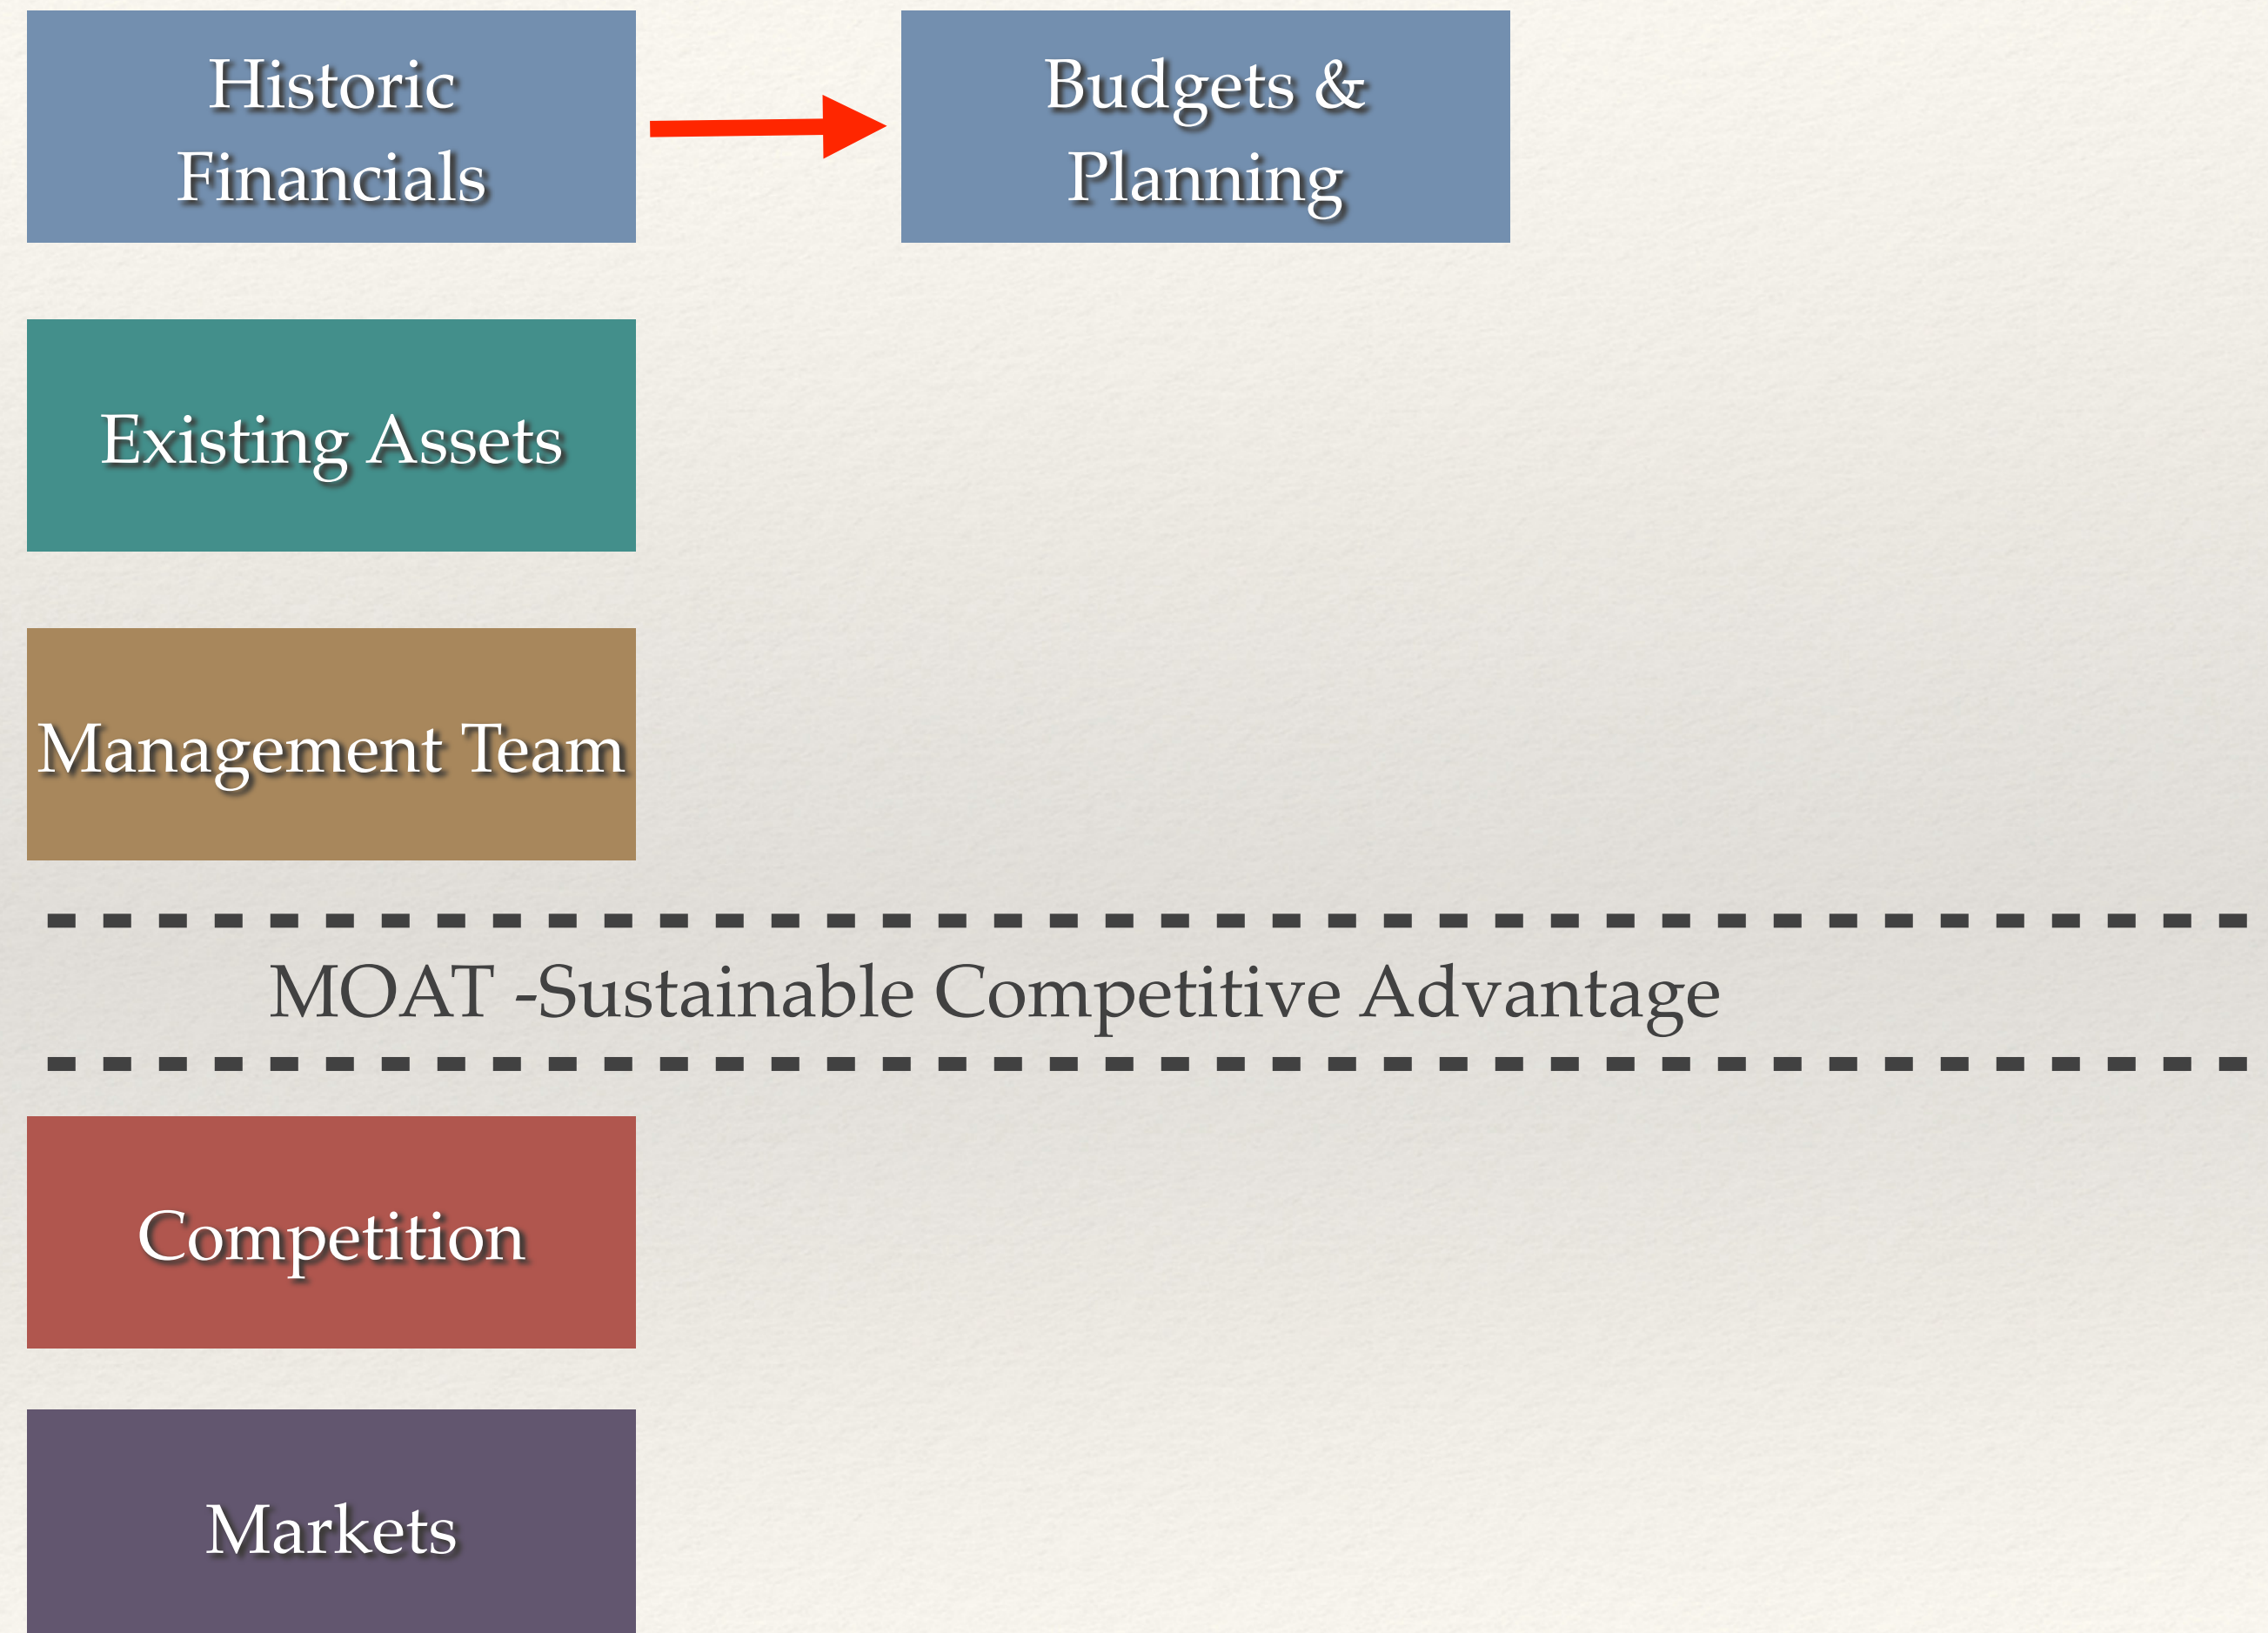 Historic
Financials
Budgets &
Planning
Existing Assets
Management Team
MOAT -Sustainable Competitive Advantage
Competition
Markets